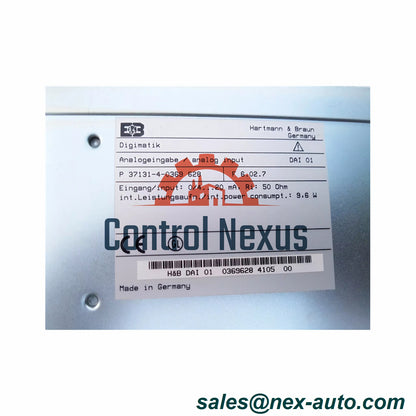 Hartmann & Braun
Germany
Digimatik
Analogeingabe / analog input DAI 01
P 37131-4-0369 628 K 6.02.7
Eingang/input: 0/4..20 mA, Ri 50 Ohm
int.Leistungsaufn./int.power consumpt.: 9.6 W
Control Nexus
CE
H&B DAI 01 0369628 4105 00
Made in Germany
sales@nex-auto.com